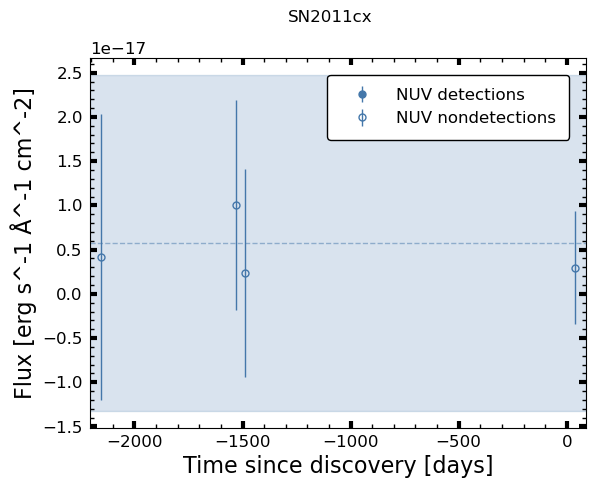 SN2011cx
1e−17
NUV detections
NUV nondetections
2.5
2.0
1.5
1.0
0.5
0.0
−0.5
−1.0
−1.5
Flux [erg s^-1 Å^-1 cm^-2]
−2000 −1500 −1000 −500 0
Time since discovery [days]